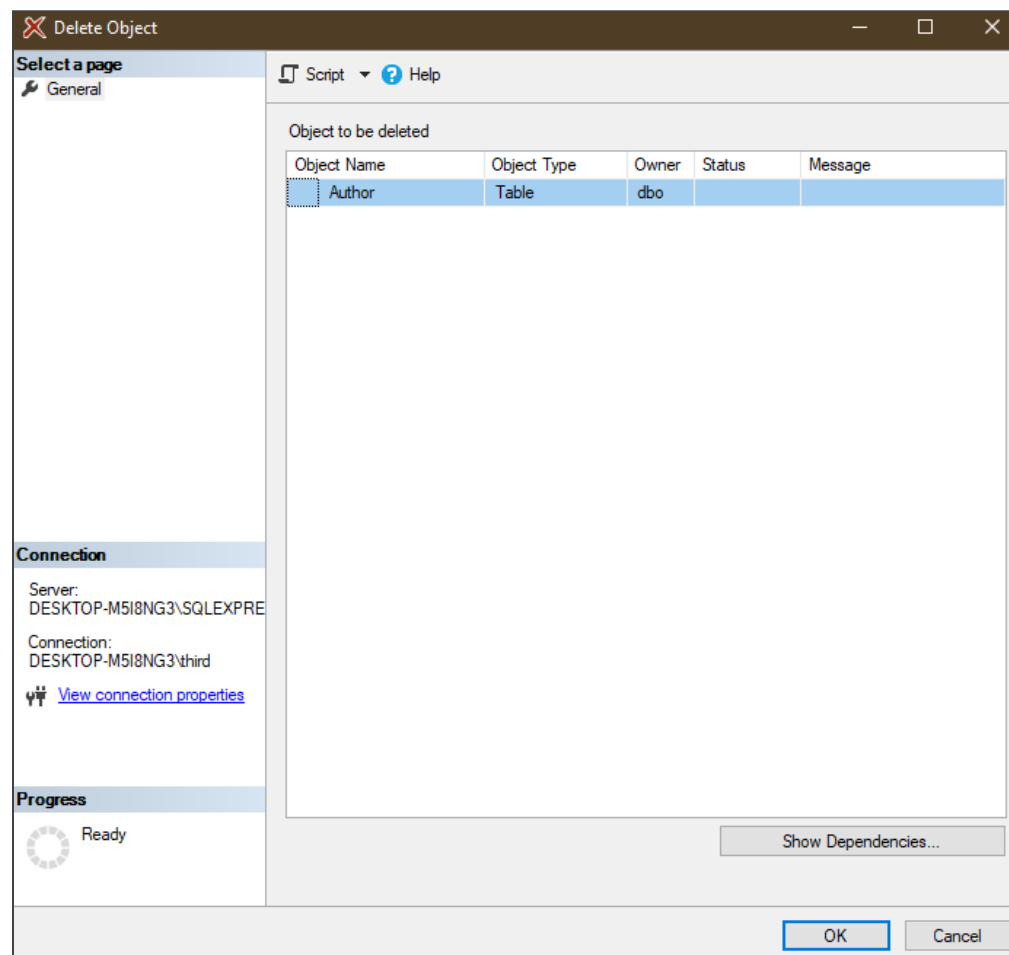 Delete Object
Select a page
General
Script
Help
Object to be deleted
Object Name Object Type Owner Status Message
Author Table dbo
Connection
Server:
DESKTOP-M5I8NG3\SQLEXPRE
Connection:
DESKTOP-M5I8NG3\third
View connection properties
Progress
Ready
Show Dependencies...
OK Cancel